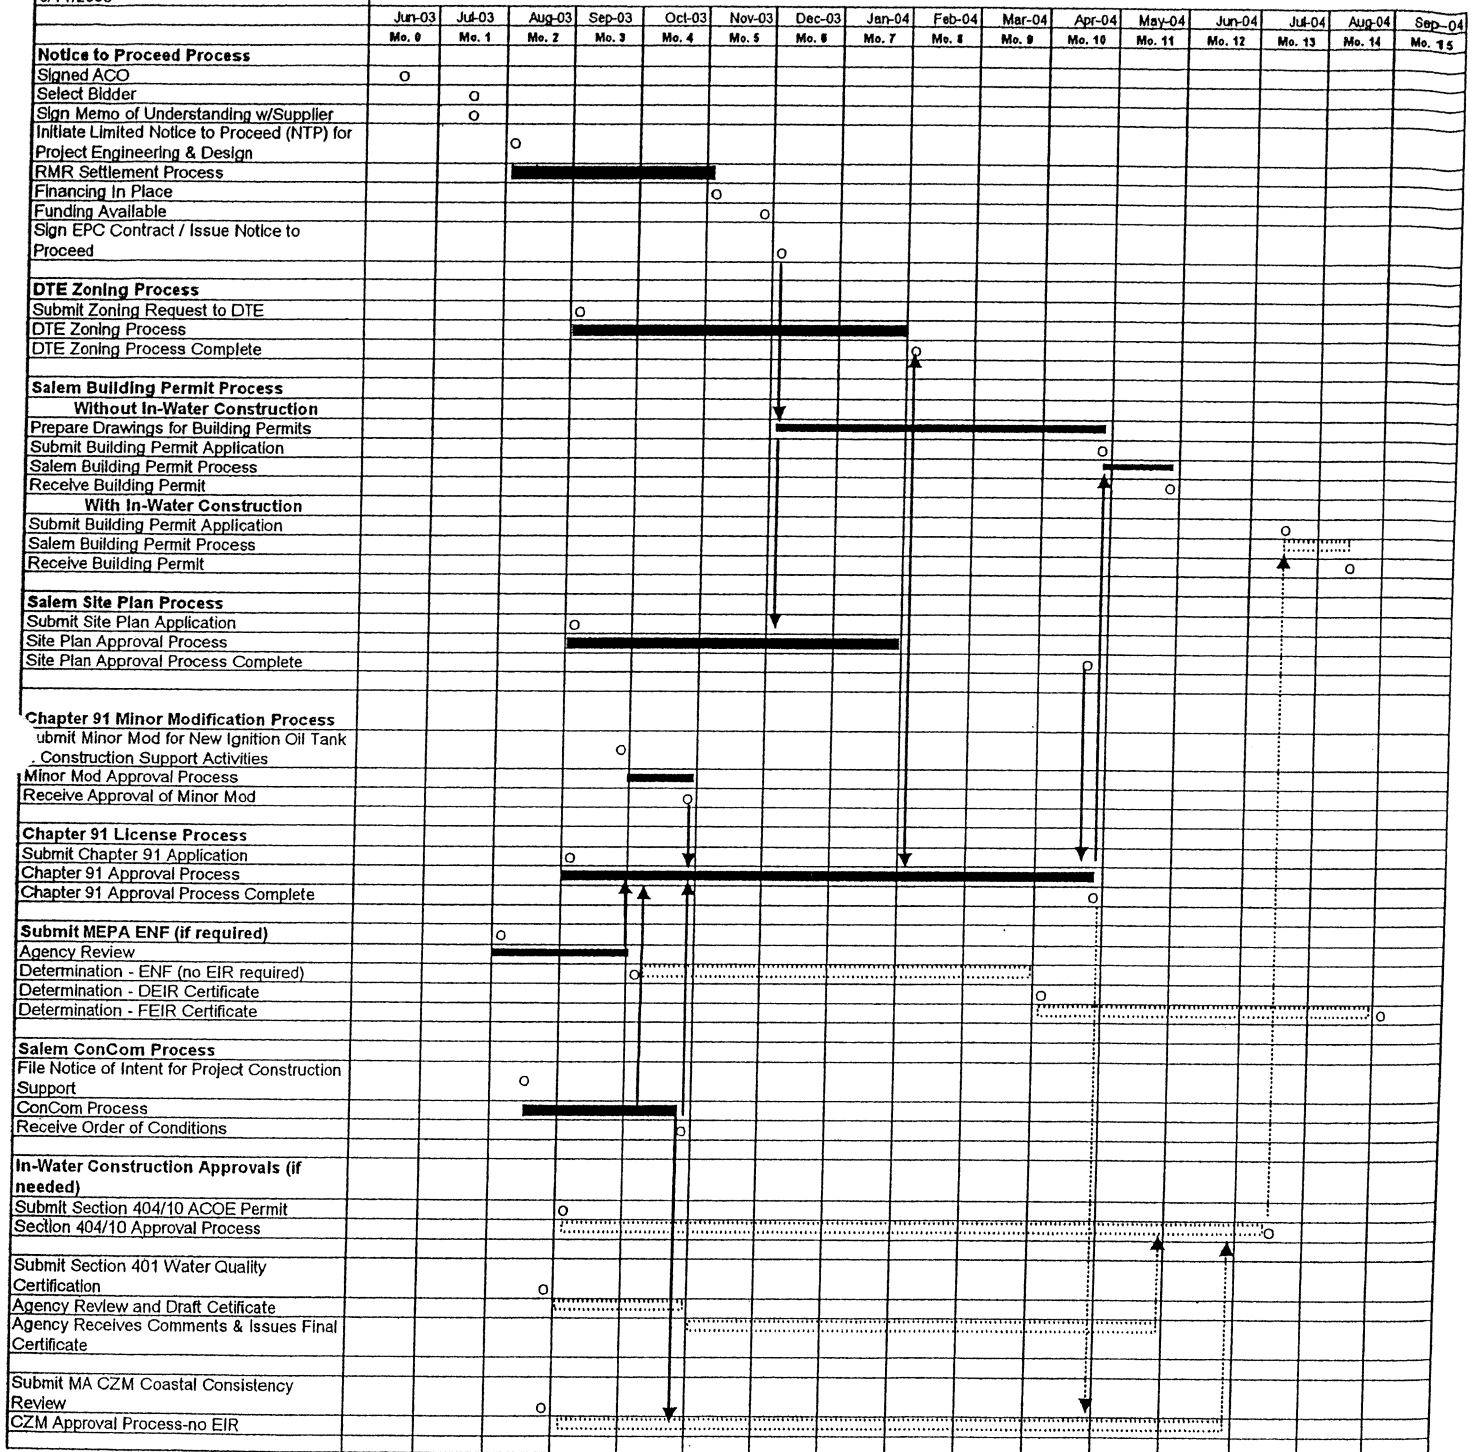 Jun-03 Jul-03 Aug-03 Sep-03 Oct-03 Nov-03 Dec-03 Jan-04 Feb-04 Mar-04 Apr-04 May-04 Jun-04 Jul-04 Aug-04 Sep-04
Mo. 0 Mo. 1 Mo. 2 Mo. 3 Mo. 4 Mo. 5 Mo. 6 Mo. 7 Mo. 8 Mo. 9 Mo. 10 Mo. 11 Mo. 12 Mo. 13 Mo. 14 Mo. 15
Notice to Proceed Process
Signed ACO
Select Bidder
Sign Memo of Understanding w/Supplier
Initiate Limited Notice to Proceed (NTP) for
Project Engineering & Design
RMR Settlement Process
Financing In Place
Funding Available
Sign EPC Contract / Issue Notice to
Proceed
DTE Zoning Process
Submit Zoning Request to DTE
DTE Zoning Process
DTE Zoning Process Complete
Salem Building Permit Process
Without In-Water Construction
Prepare Drawings for Building Permits
Submit Building Permit Application
Salem Building Permit Process
Receive Building Permit
With In-Water Construction
Submit Building Permit Application
Salem Building Permit Process
Receive Building Permit
Salem Site Plan Process
Submit Site Plan Application
Site Plan Approval Process
Site Plan Approval Process Complete
Chapter 91 Minor Modification Process
ubmit Minor Mod for New Ignition Oil Tank
Construction Support Activities
Minor Mod Approval Process
Receive Approval of Minor Mod
Chapter 91 License Process
Submit Chapter 91 Application
Chapter 91 Approval Process
Chapter 91 Approval Process Complete
Submit MEPA ENF (if required)
Agency Review
Determination - ENF (no EIR required)
Determination - DEIR Certificate
Determination - FEIR Certificate
Salem ConCom Process
File Notice of Intent for Project Construction
Support
ConCom Process
Receive Order of Conditions
In-Water Construction Approvals (if
needed)
Submit Section 404/10 ACOE Permit
Section 404/10 Approval Process
Submit Section 401 Water Quality
Certification
Agency Review and Draft Cetificate
Agency Receives Comments & Issues Final
Certificate
Submit MA CZM Coastal Consistency
Review
CZM Approval Process-no EIR